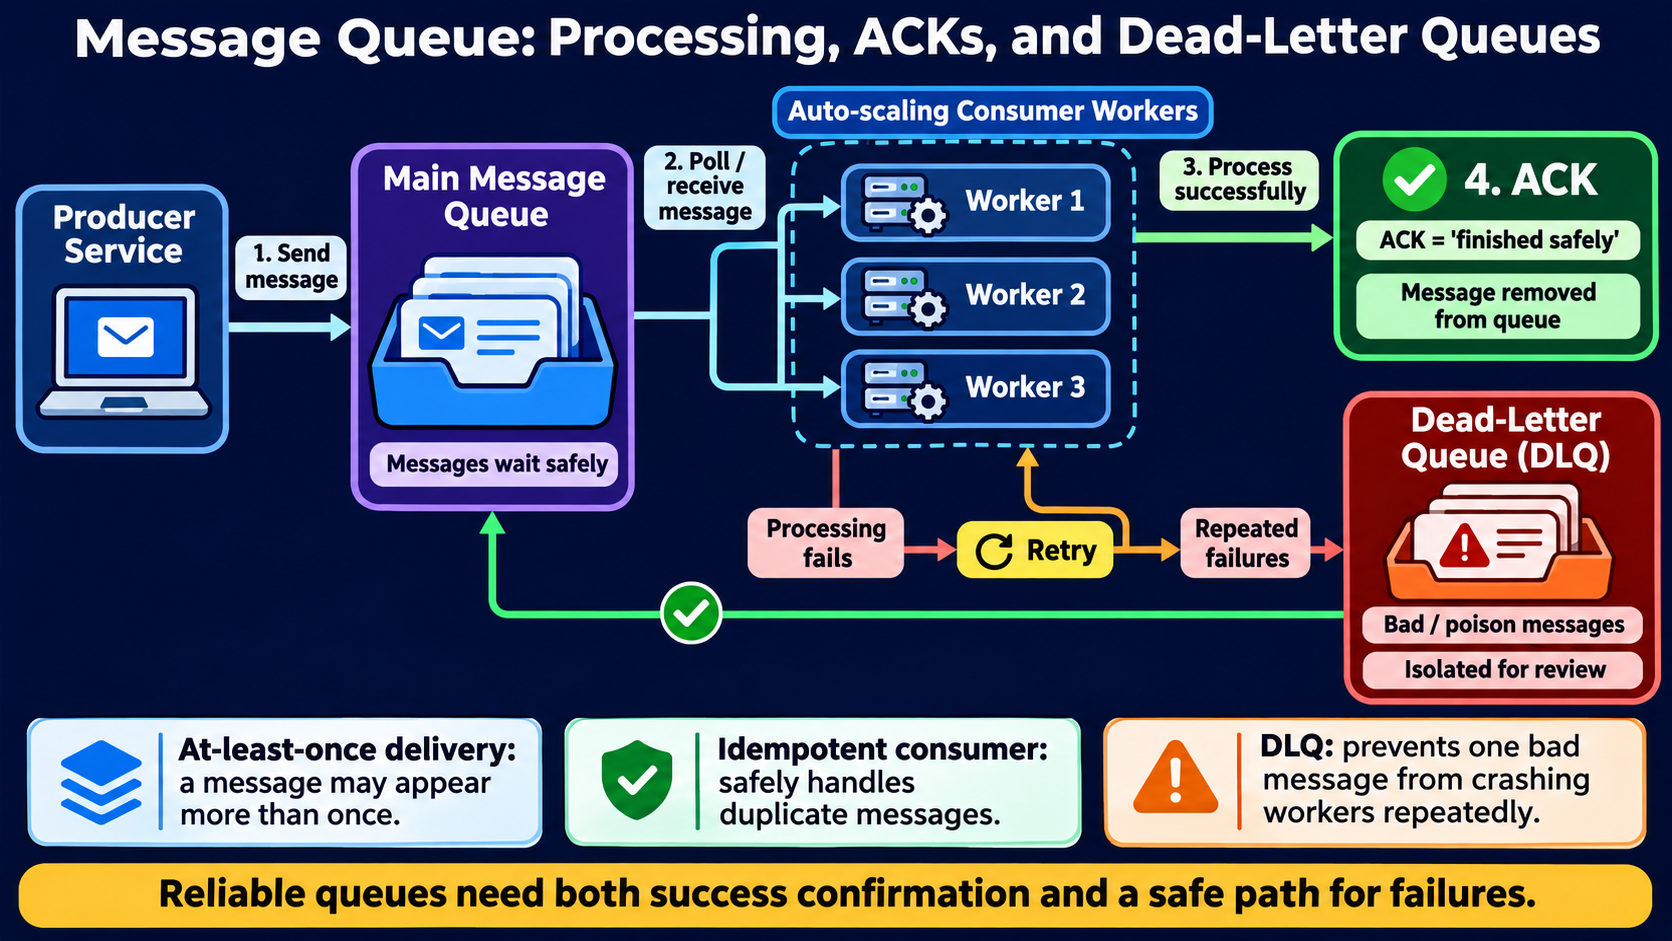 Message Queue: Processing, ACKs, and Dead-Letter Queues
Auto-scaling Consumer Workers
Producer
Service
1. Send
message
Main Message
Queue
Messages wait safely
2. Poll /
receive
message
Worker 1
Worker 2
Worker 3
3. Process
successfully
4. ACK
ACK = 'finished safely'
Message removed
from queue
Processing
fails
Retry
Repeated
failures
Dead-Letter
Queue (DLQ)
Bad / poison messages
Isolated for review
At-least-once delivery:
a message may appear
more than once.
Idempotent consumer:
safely handles
duplicate messages.
DLQ: prevents one bad
message from crashing
workers repeatedly.
Reliable queues need both success confirmation and a safe path for failures.